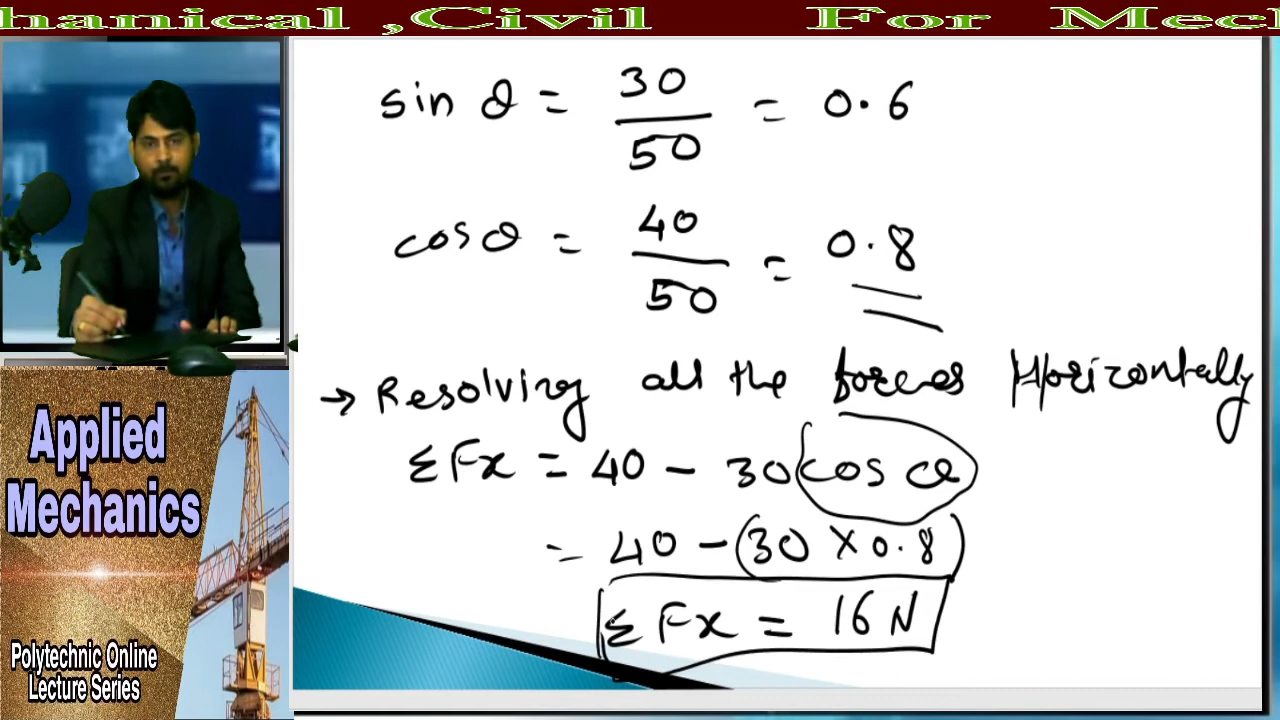 hanical ,Civil For Mech
sin θ = 30/50 = 0.6
cos θ = 40/50 = 0.8
→ Resolving all the forces Horizontally
ΣFx = 40 - 30 cos α
= 40 - (30 × 0.8)
ΣFx = 16 N
Applied
Mechanics
Polytechnic Online
Lecture Series